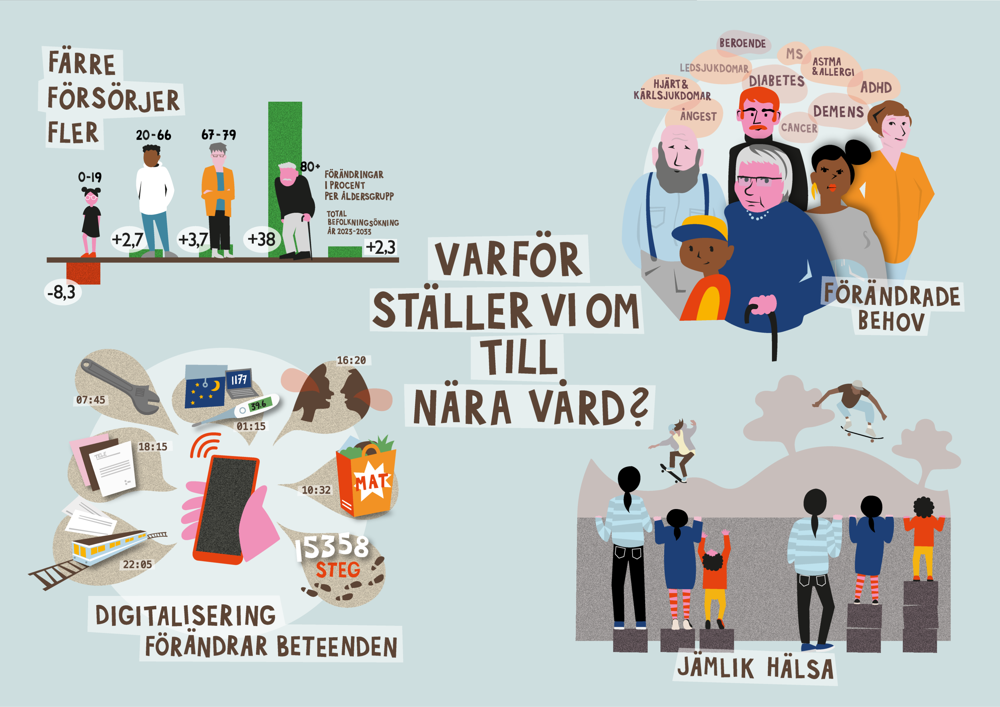 FÄRRE
FÖRSÖRJER
FLER
0-19
20-66
67-79
80+
-8,3
+2,7
+3,7
+38
+2,3
FÖRÄNDRINGAR
I PROCENT
PER ÅLDERSGRUPP
TOTAL
BEFOLKNINGSÖKNING
ÅR 2023-2033
BEROENDE
MS
ASTMA
& ALLERGI
LEDSJUKDOMAR
DIABETES
ADHD
HJÄRT &
KÄRLSJUKDOMAR
DEMENS
ÅNGEST
CANCER
FÖRÄNDRADE
BEHOV
VARFÖR
STÄLLER VI OM
TILL
NÄRA VÅRD?
07:45
1177
39.6
01:15
16:20
18:15
TELE
MAT
10:32
22:05
15358
STEG
DIGITALISERING
FÖRÄNDRAR BETEENDEN
JÄMLIK HÄLSA